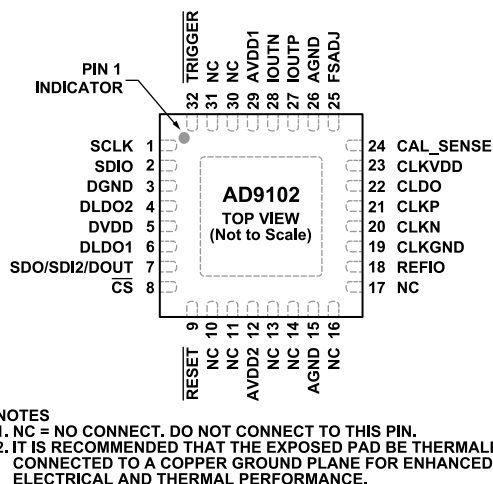 TRIGGER
NC
NC
AVDD1
IOUTN
IOUTP
AGND
FSADJ
32 31 30 29 28 27 26 25
PIN 1
INDICATOR
SCLK 1
SDIO 2
DGND 3
DLDO2 4
DVDD 5
DLDO1 6
SDO/SDI2/DOUT 7
CS 8
AD9102
TOP VIEW
(Not to Scale)
24 CAL_SENSE
23 CLKVDD
22 CLDO
21 CLKP
20 CLKN
19 CLKGND
18 REFIO
17 NC
9 10 11 12 13 14 15 16
RESET
NC
NC
AVDD2
NC
NC
AGND
NC
NOTES
1. NC = NO CONNECT. DO NOT CONNECT TO THIS PIN.
2. IT IS RECOMMENDED THAT THE EXPOSED PAD BE THERMALL
CONNECTED TO A COPPER GROUND PLANE FOR ENHANCED
ELECTRICAL AND THERMAL PERFORMANCE.